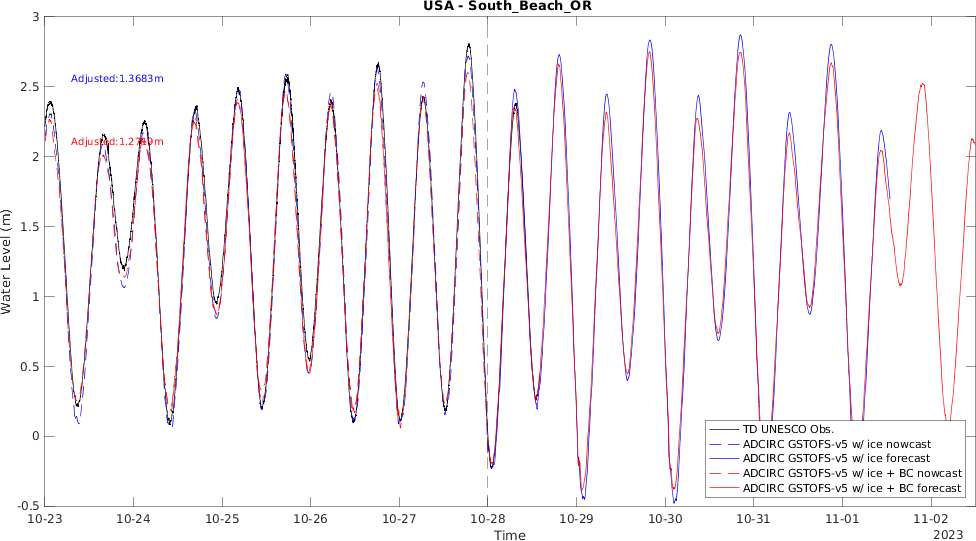 USA - South_Beach_OR
3
2.5
2
1.5
1
0.5
0
-0.5
Water Level (m)
Adjusted:1.3683m
TD UNESCO Obs.
ADCIRC GSTOFS-v5 w/ ice nowcast
ADCIRC GSTOFS-v5 w/ ice forecast
ADCIRC GSTOFS-v5 w/ ice + BC nowcast
ADCIRC GSTOFS-v5 w/ ice + BC forecast
10-23 10-24 10-25 10-26 10-27 10-28 10-29 10-30 10-31 11-01 11-02
Time
2023